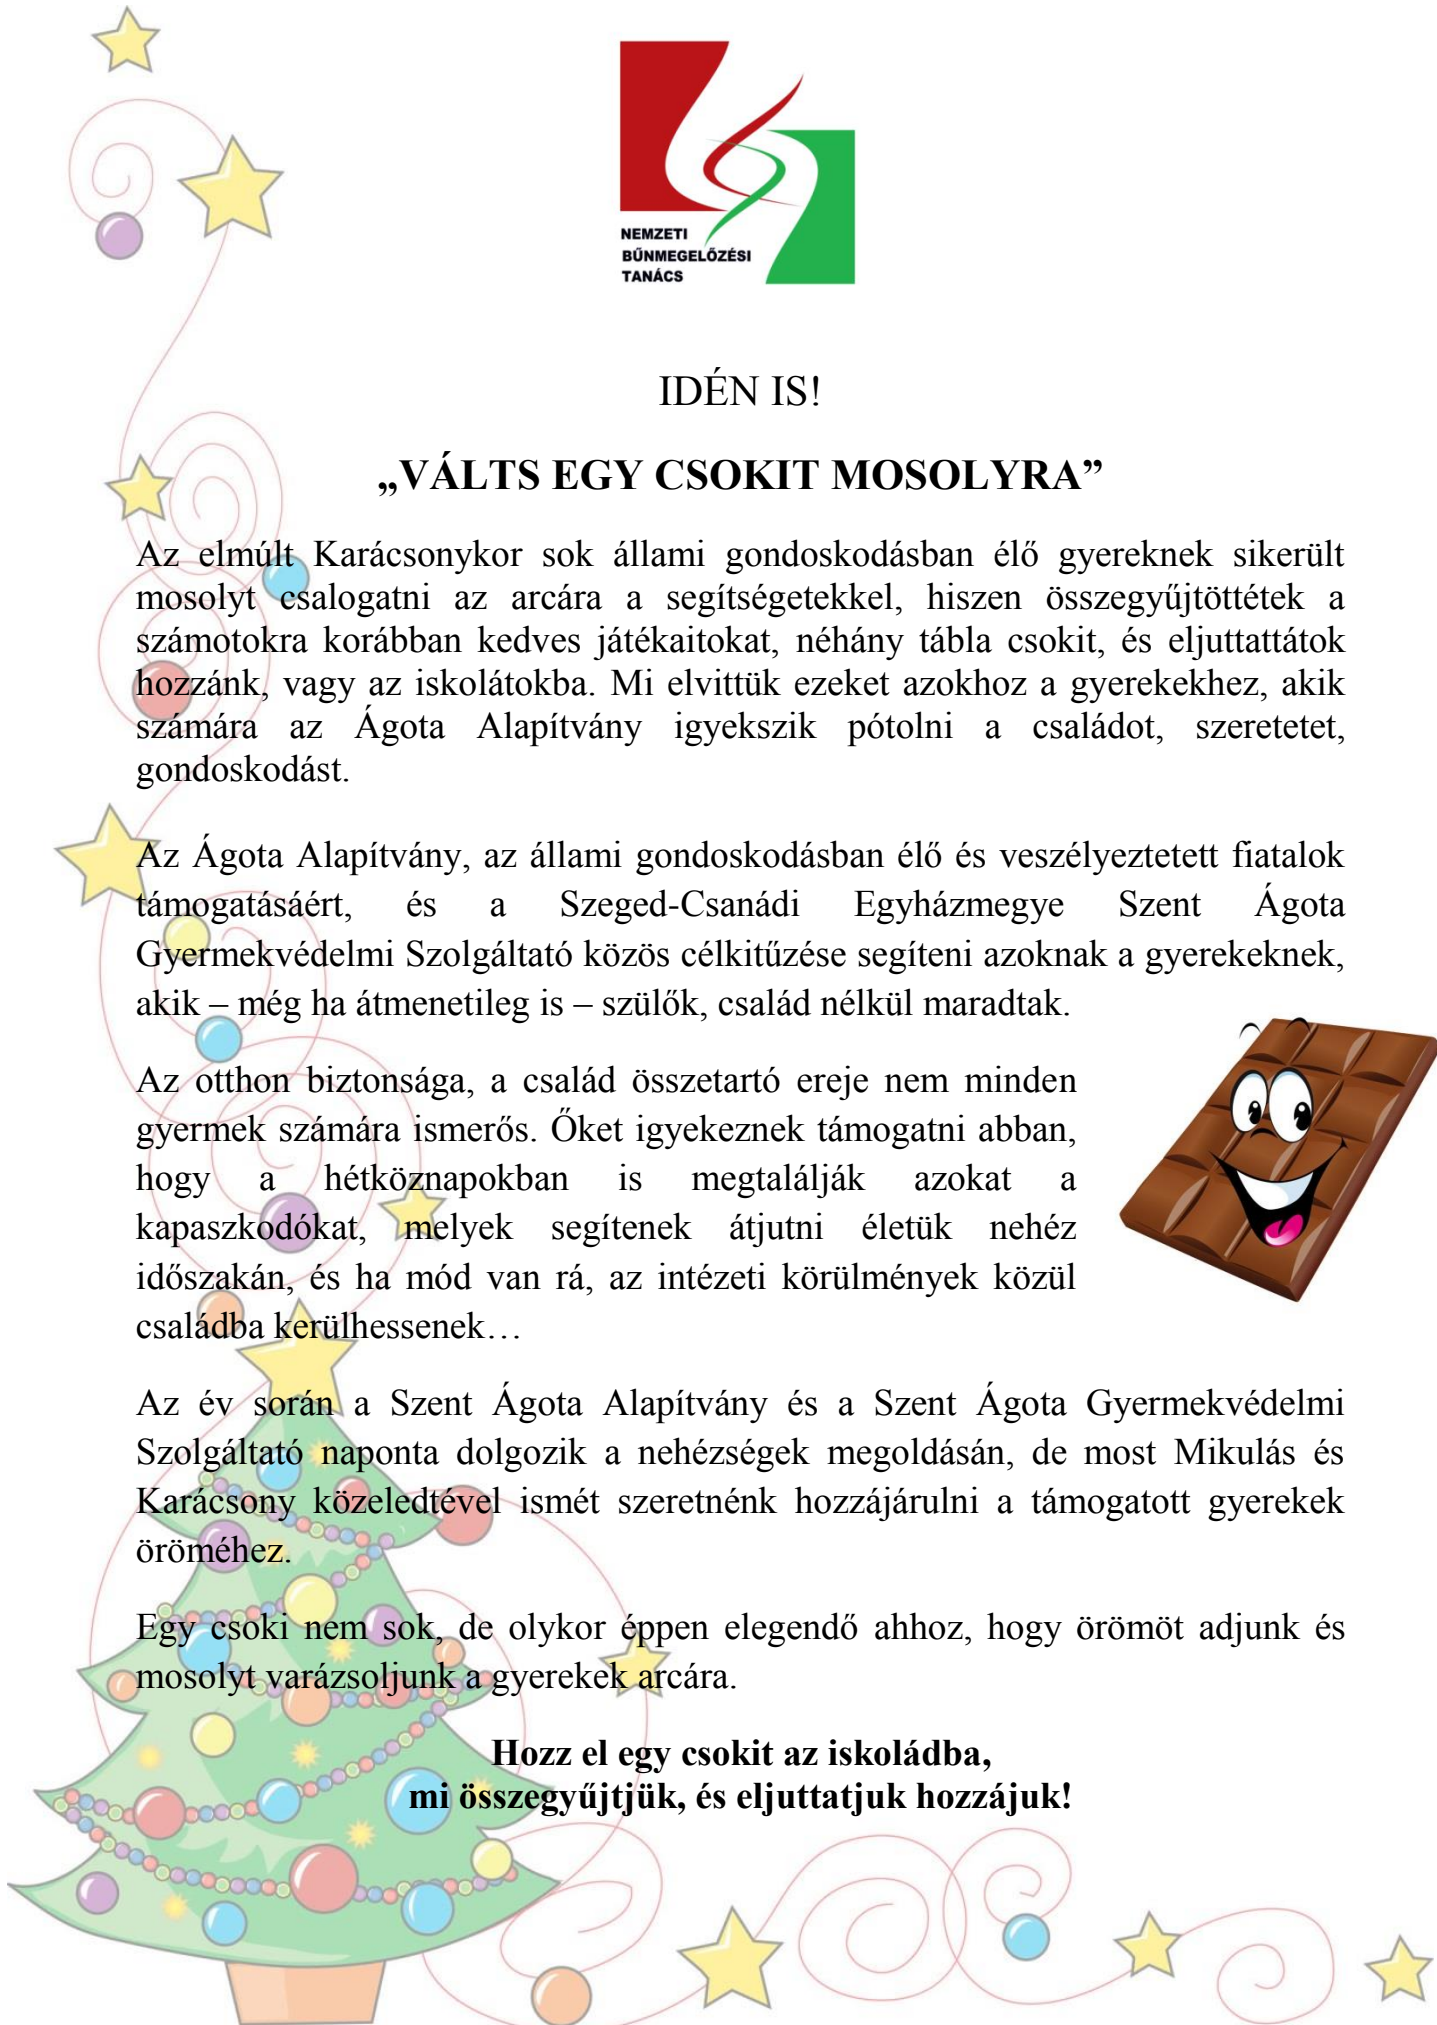 NEMZETI
BŰNMEGELŐZÉSI
TANÁCS
IDÉN IS!
„VÁLTS EGY CSOKIT MOSOLYRA”
Az elmúlt Karácsonykor sok állami gondoskodásban élő gyereknek sikerült
mosolyt csalogatni az arcára a segítségetekkel, hiszen összegyűjtöttétek a
számotokra korábban kedves játékaitokat, néhány tábla csokit, és eljuttattátok
hozzánk, vagy az iskolátokba. Mi elvittük ezeket azokhoz a gyerekekhez, akik
számára az Ágota Alapítvány igyekszik pótolni a családot, szeretetet,
gondoskodást.
Az Ágota Alapítvány, az állami gondoskodásban élő és veszélyeztetett fiatalok
támogatásáért, és a Szeged-Csanádi Egyházmegye Szent Ágota
Gyermekvédelmi Szolgáltató közös célkitűzése segíteni azoknak a gyerekeknek,
akik – még ha átmenetileg is – szülők, család nélkül maradtak.
Az otthon biztonsága, a család összetartó ereje nem minden
gyermek számára ismerős. Őket igyekeznek támogatni abban,
hogy a hétköznapokban is megtalálják azokat a
kapaszkodókat, melyek segítenek átjutni életük nehéz
időszakán, és ha mód van rá, az intézeti körülmények közül
családba kerülhessenek…
Az év során a Szent Ágota Alapítvány és a Szent Ágota Gyermekvédelmi
Szolgáltató naponta dolgozik a nehézségek megoldásán, de most Mikulás és
Karácsony közeledtével ismét szeretnénk hozzájárulni a támogatott gyerekek
öröméhez.
Egy csoki nem sok, de olykor éppen elegendő ahhoz, hogy örömöt adjunk és
mosolyt varázsoljunk a gyerekek arcára.
Hozz el egy csokit az iskoládba,
mi összegyűjtjük, és eljuttatjuk hozzájuk!